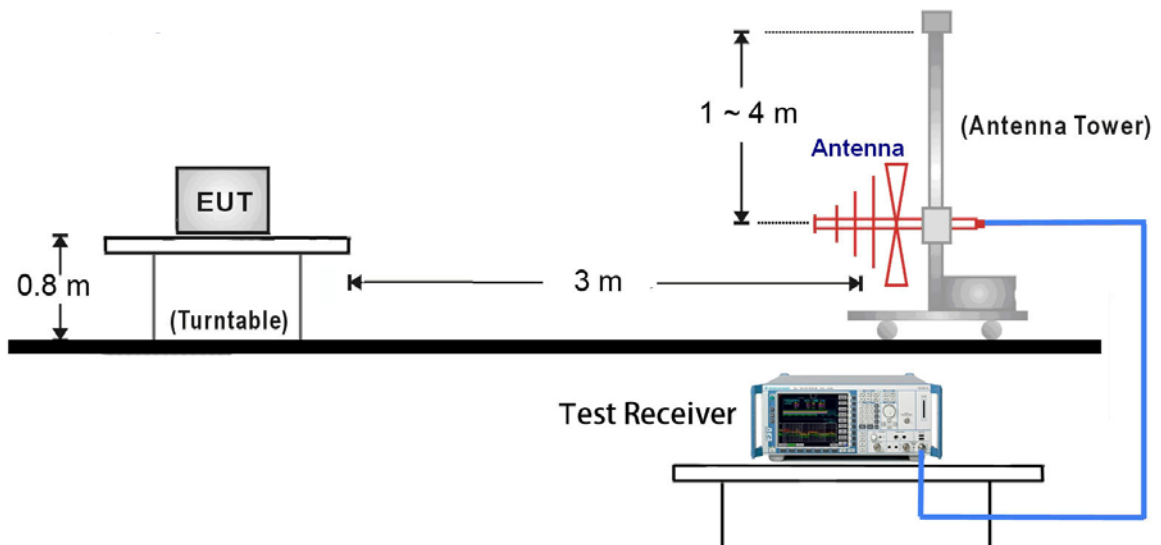 1 ~ 4 m
(Antenna Tower)
Antenna
EUT
0.8 m
3 m
(Turntable)
Test Receiver